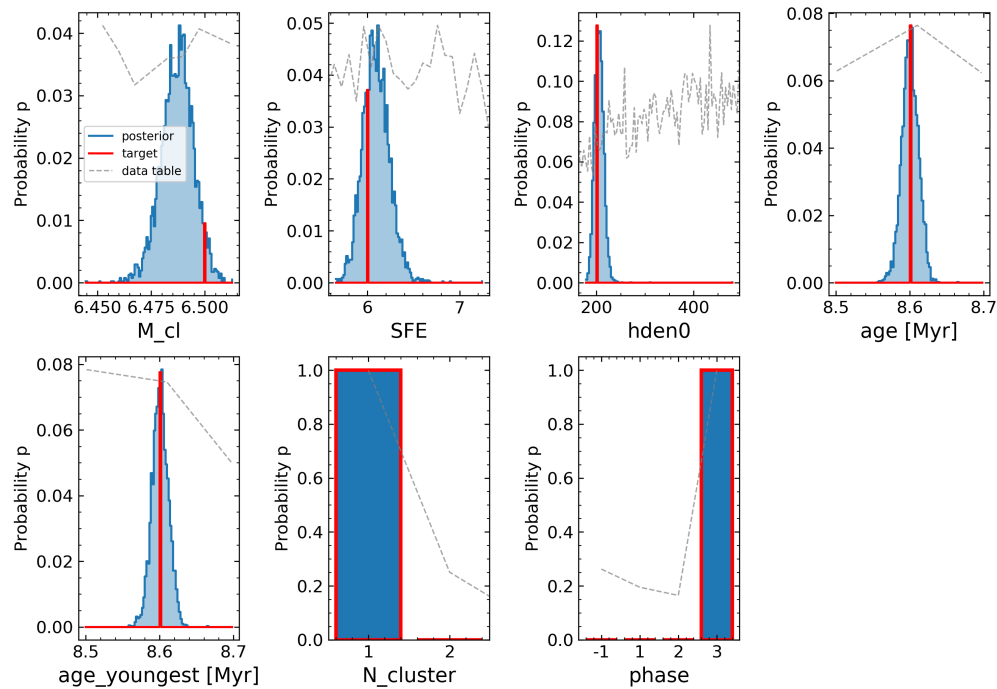 Probability p
0.04
0.03
0.02
0.01
0.00
6.450 6.475 6.500
M_cl
posterior
target
data table
Probability p
0.05
0.04
0.03
0.02
0.01
0.00
6 7
SFE
Probability p
0.12
0.10
0.08
0.06
0.04
0.02
0.00
200 400
hden0
Probability p
0.08
0.06
0.04
0.02
0.00
8.5 8.6 8.7
age [Myr]
Probability p
0.08
0.06
0.04
0.02
0.00
8.5 8.6 8.7
age_youngest [Myr]
Probability p
1.0
0.8
0.6
0.4
0.2
0.0
1 2
N_cluster
Probability p
1.0
0.8
0.6
0.4
0.2
0.0
-1 1 2 3
phase